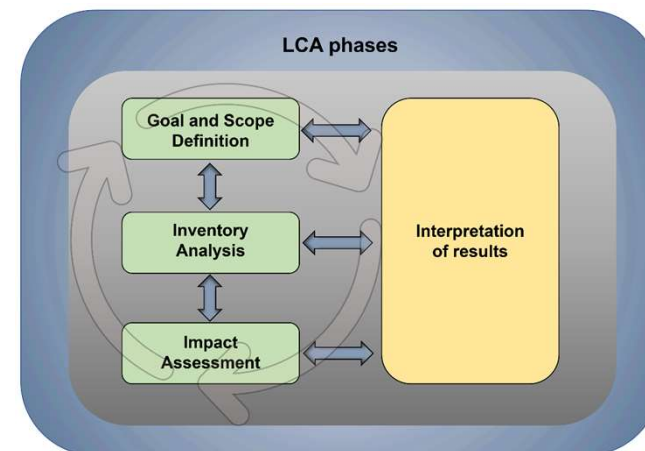 LCA phases
Goal and Scope
Definition
Inventory
Analysis
Impact
Assessment
Interpretation
of results